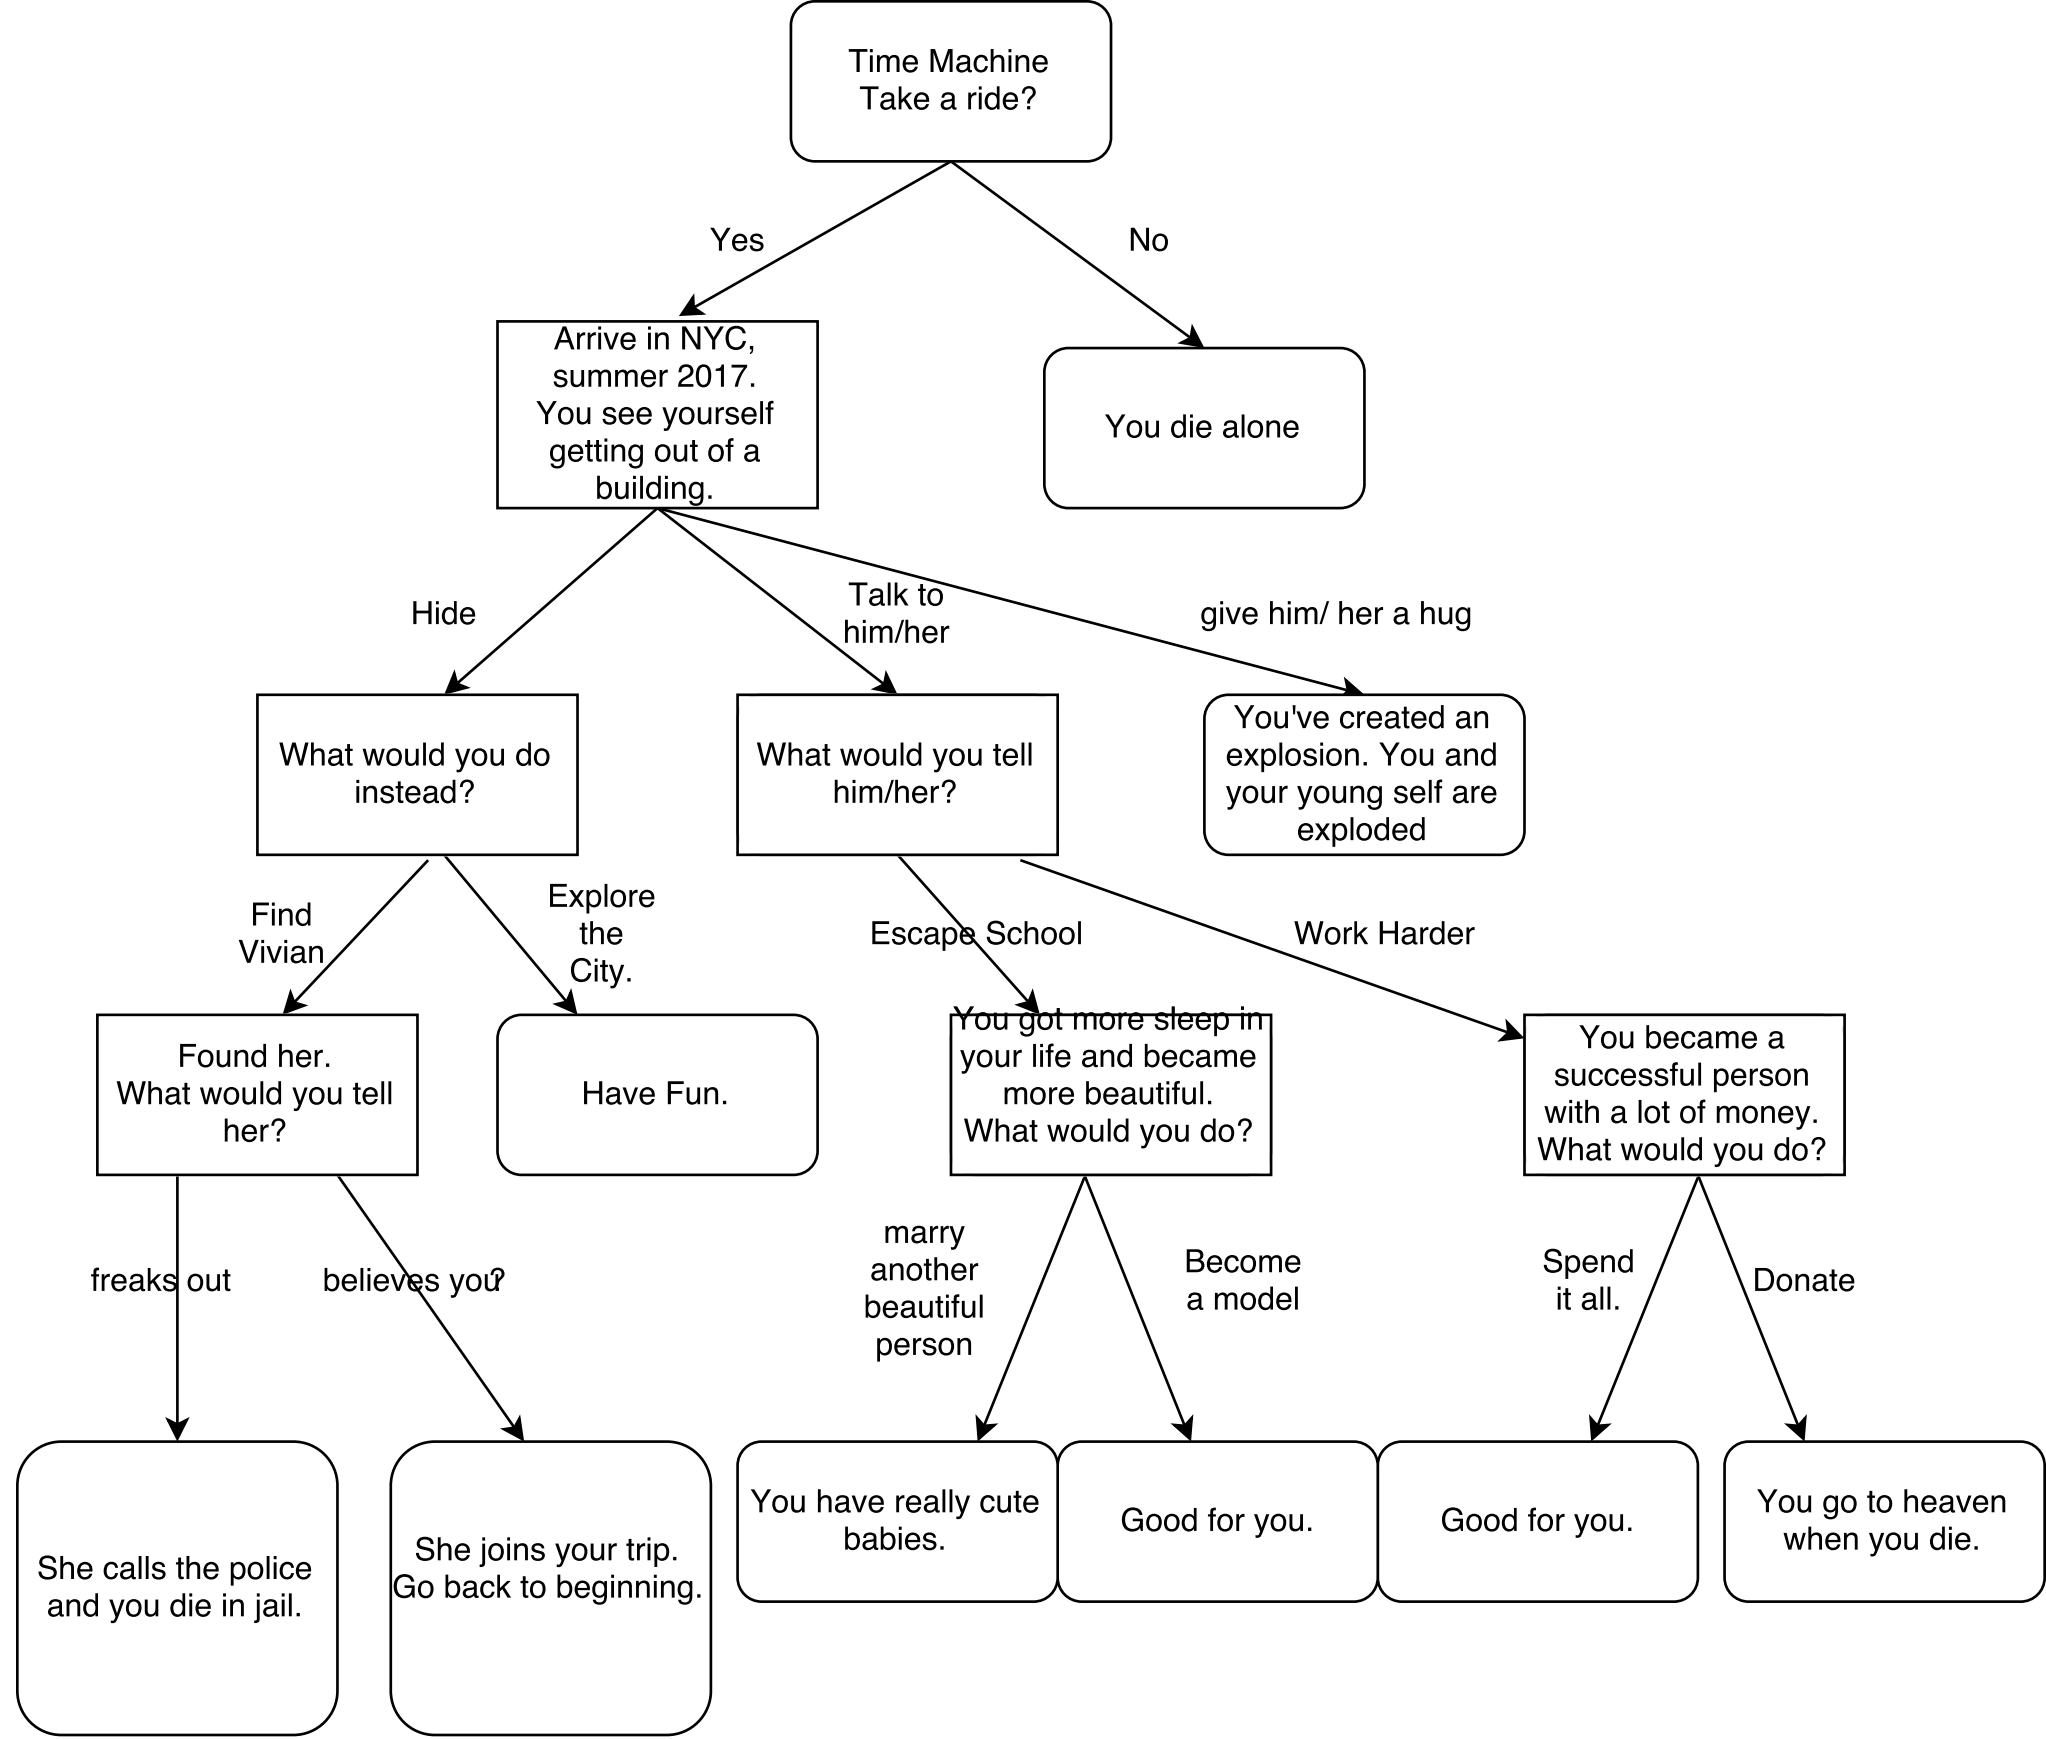 Time Machine
Take a ride?
Yes
No
Arrive in NYC,
summer 2017.
You see yourself
getting out of a
building.
You die alone
Hide
Talk to
him/her
give him/ her a hug
What would you do
instead?
What would you tell
him/her?
You've created an
explosion. You and
your young self are
exploded
Find
Vivian
Explore
the
City.
Escape School
Work Harder
Found her.
What would you tell
her?
Have Fun.
You got more sleep in
your life and became
more beautiful.
What would you do?
You became a
successful person
with a lot of money.
What would you do?
freaks out
believes you?
marry
another
beautiful
person
Become
a model
Spend
it all.
Donate
She calls the police
and you die in jail.
She joins your trip.
Go back to beginning.
You have really cute
babies.
Good for you.
Good for you.
You go to heaven
when you die.